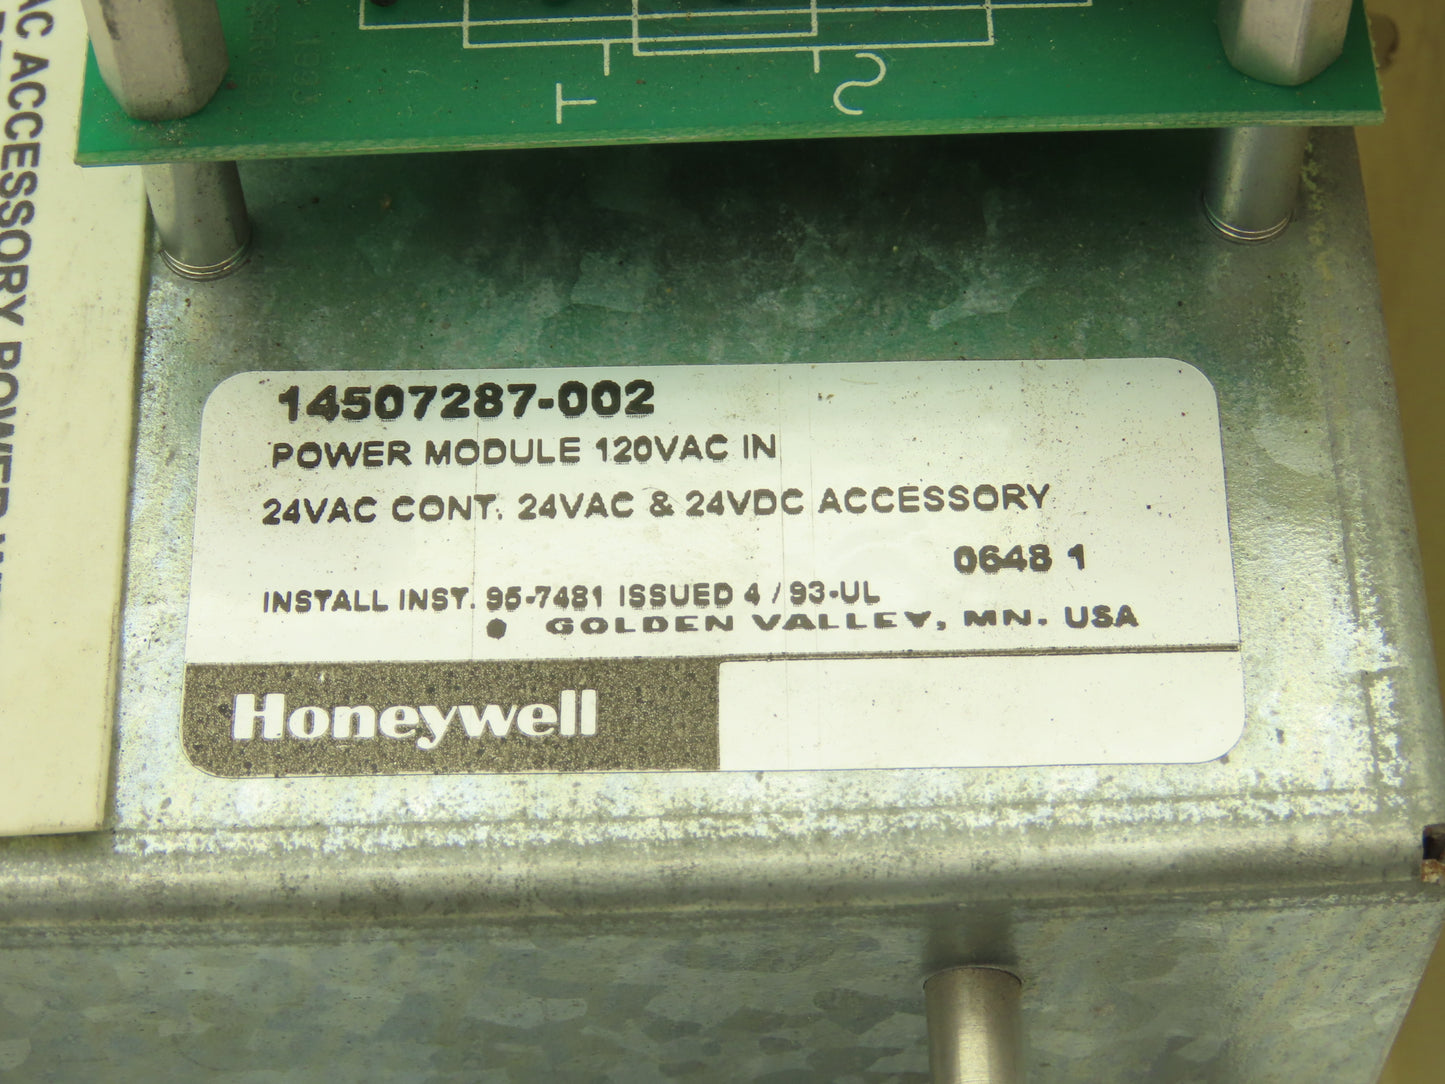 T
S
AC ACCESSORY POWER
14507287-002
POWER MODULE 120VAC IN
24VAC CONT. 24VAC & 24VDC ACCESSORY
0648 1
INSTALL INST. 95-7481 ISSUED 4 / 93-UL
● GOLDEN VALLEY, MN. USA
Honeywell